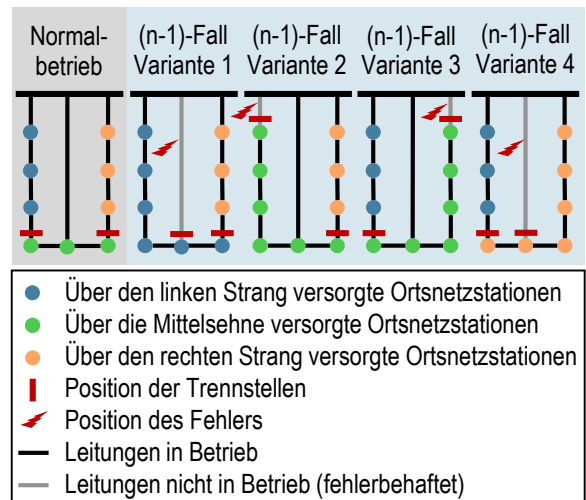 Normal-
betrieb
(n-1)-Fall
Variante 1
(n-1)-Fall
Variante 2
(n-1)-Fall
Variante 3
(n-1)-Fall
Variante 4
Über den linken Strang versorgte Ortsnetzstationen
Über die Mittelsehne versorgte Ortsnetzstationen
Über den rechten Strang versorgte Ortsnetzstationen
Position der Trennstellen
Position des Fehlers
Leitungen in Betrieb
Leitungen nicht in Betrieb (fehlerbehaftet)